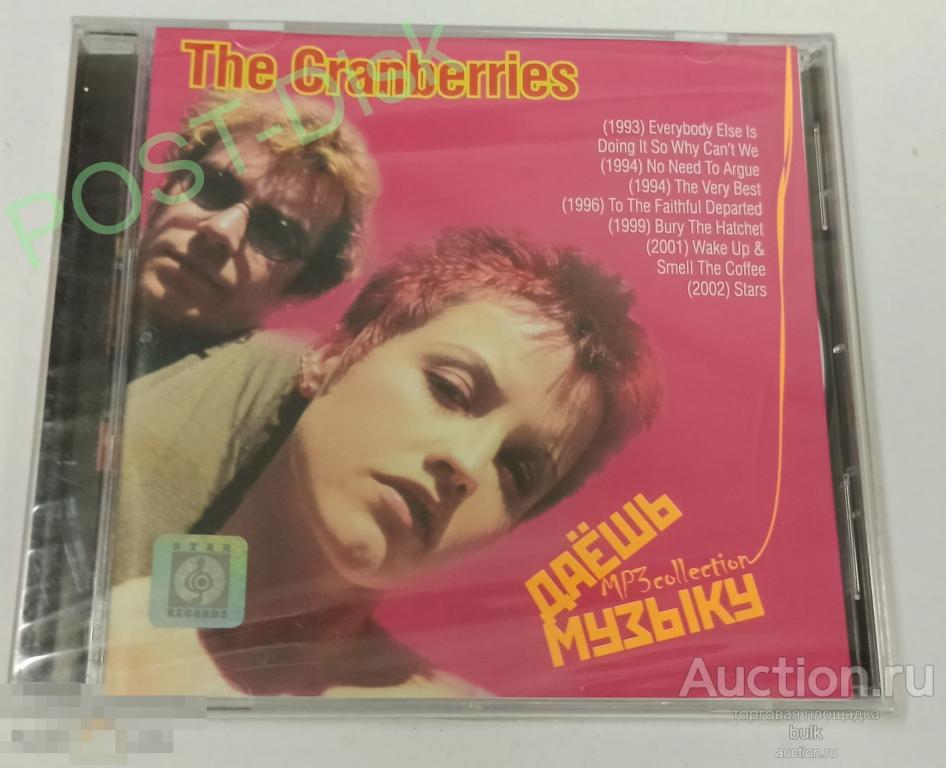 The Cranberries
POST-Disk
(1993) Everybody Else Is
Doing It So Why Can't We
(1994) No Need To Argue
(1994) The Very Best
(1996) To The Faithful Departed
(1999) Bury The Hatchet
(2001) Wake Up &
Smell The Coffee
(2002) Stars
ДАЁШЬ
MP3collection
МУЗЫКУ
STAR
RECORDS
Auction.ru
торговая площадка
bulk
auction.ru